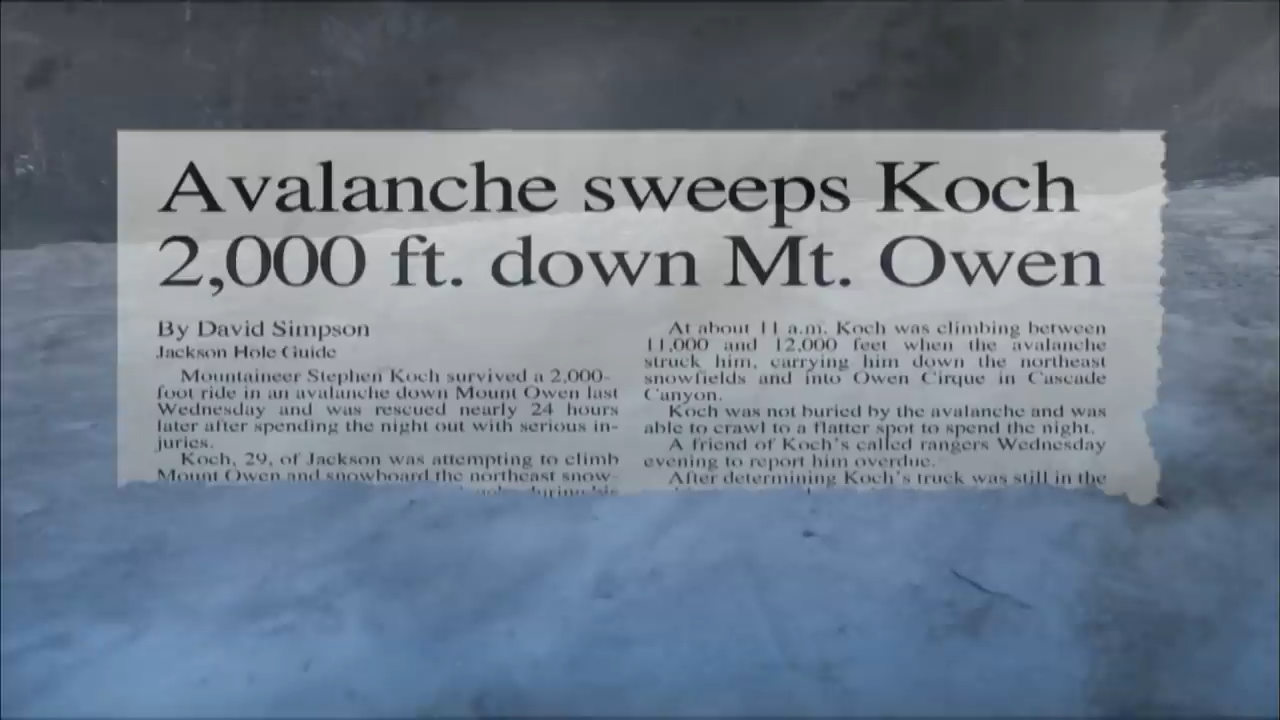 Avalanche sweeps Koch
2,000 ft. down Mt. Owen
By David Simpson
Jackson Hole Guide
Mountaineer Stephen Koch survived a 2,000-
foot ride in an avalanche down Mount Owen last
Wednesday and was rescued nearly 24 hours
later after spending the night out with serious in-
juries.
Koch, 29, of Jackson was attempting to climb
Mount Owen and snowboard the northeast snow-
At about 11 a.m. Koch was climbing between
11,000 and 12,000 feet when the avalanche
struck him, carrying him down the northeast
snowfields and into Owen Cirque in Cascade
Canyon.
Koch was not buried by the avalanche and was
able to crawl to a flatter spot to spend the night.
A friend of Koch's called rangers Wednesday
evening to report him overdue.
After determining Koch's truck was still in the